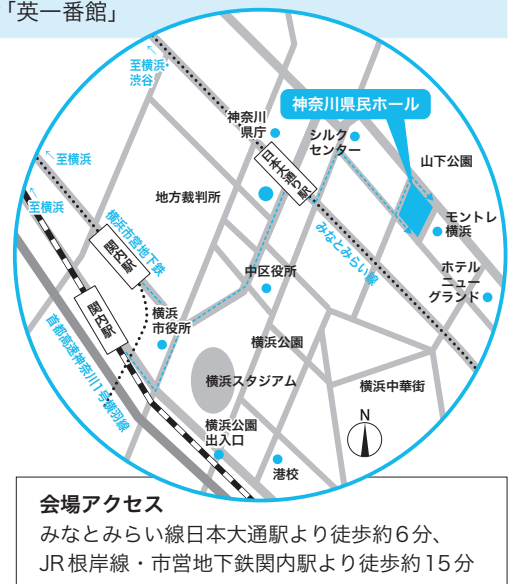 「英一番館」
至横浜・
渋谷
神奈川
県庁
神奈川県民ホール
シルク
センター
日本大通り駅
山下公園
至横浜
地方裁判所
至横浜
横浜市営地下鉄
関内駅
みなとみらい線
モントレ
横浜
中区役所
ホテル
ニュー
グランド
関内駅
横浜
市役所
首都高速神奈川1号横羽線
横浜公園
横浜スタジアム
横浜中華街
N
横浜公園
出入口
港校
会場アクセス
みなとみらい線日本大通駅より徒歩約6分、
JR根岸線・市営地下鉄関内駅より徒歩約15分